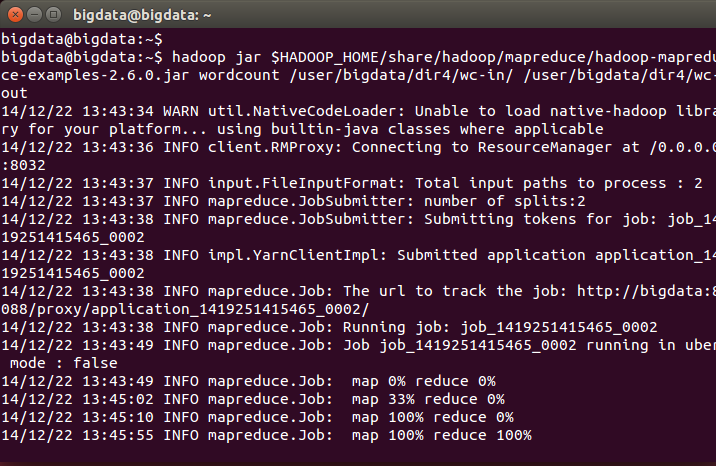 bigdata@bigdata: ~
bigdata@bigdata:~$
bigdata@bigdata:~$ hadoop jar $HADOOP_HOME/share/hadoop/mapreduce/hadoop-mapredu
ce-examples-2.6.0.jar wordcount /user/bigdata/dir4/wc-in/ /user/bigdata/dir4/wc-
out
14/12/22 13:43:34 WARN util.NativeCodeLoader: Unable to load native-hadoop libra
ry for your platform... using builtin-java classes where applicable
14/12/22 13:43:36 INFO client.RMProxy: Connecting to ResourceManager at /0.0.0.0
:8032
14/12/22 13:43:37 INFO input.FileInputFormat: Total input paths to process : 2
14/12/22 13:43:37 INFO mapreduce.JobSubmitter: number of splits:2
14/12/22 13:43:38 INFO mapreduce.JobSubmitter: Submitting tokens for job: job_14
19251415465_0002
14/12/22 13:43:38 INFO impl.YarnClientImpl: Submitted application application_14
19251415465_0002
14/12/22 13:43:38 INFO mapreduce.Job: The url to track the job: http://bigdata:8
088/proxy/application_1419251415465_0002/
14/12/22 13:43:38 INFO mapreduce.Job: Running job: job_1419251415465_0002
14/12/22 13:43:49 INFO mapreduce.Job: Job job_1419251415465_0002 running in uber
 mode : false
14/12/22 13:43:49 INFO mapreduce.Job:  map 0% reduce 0%
14/12/22 13:45:02 INFO mapreduce.Job:  map 33% reduce 0%
14/12/22 13:45:10 INFO mapreduce.Job:  map 100% reduce 0%
14/12/22 13:45:55 INFO mapreduce.Job:  map 100% reduce 100%